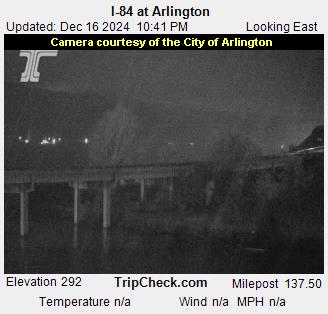 I-84 at Arlington
Updated: Dec 16 2024 10:41 PM Looking East
Camera courtesy of the City of Arlington
Elevation 292 TripCheck.com Milepost 137.50
Temperature n/a Wind n/a MPH n/a